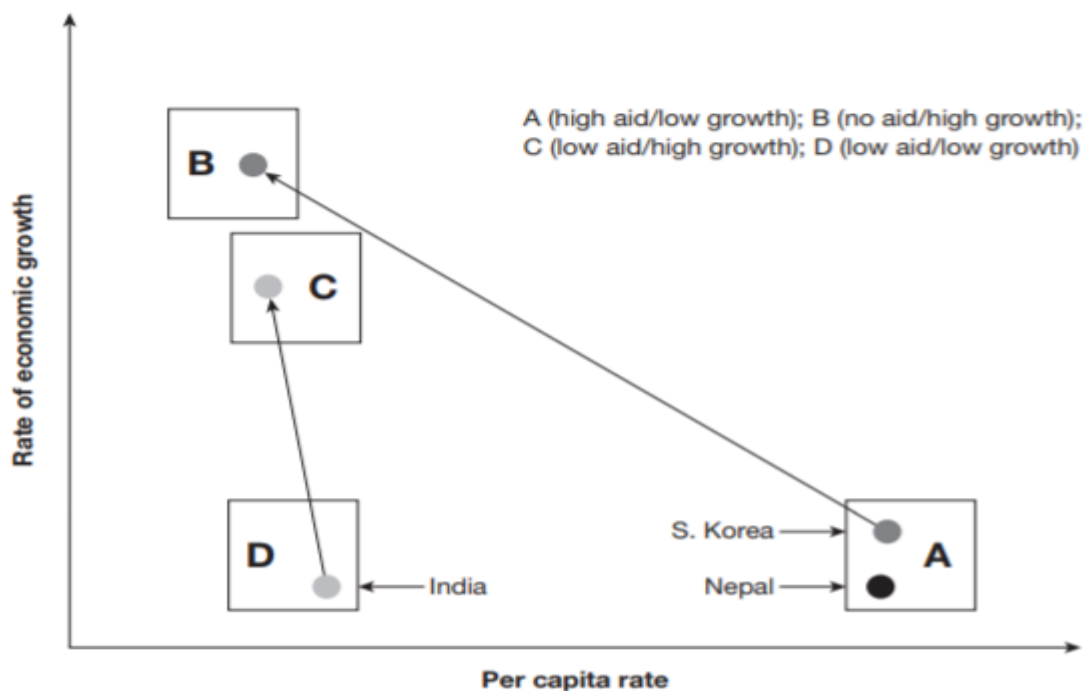 A (high aid/low growth); B (no aid/high growth);
C (low aid/high growth); D (low aid/low growth)
B
C
D
A
S. Korea
Nepal
India
Rate of economic growth
Per capita rate